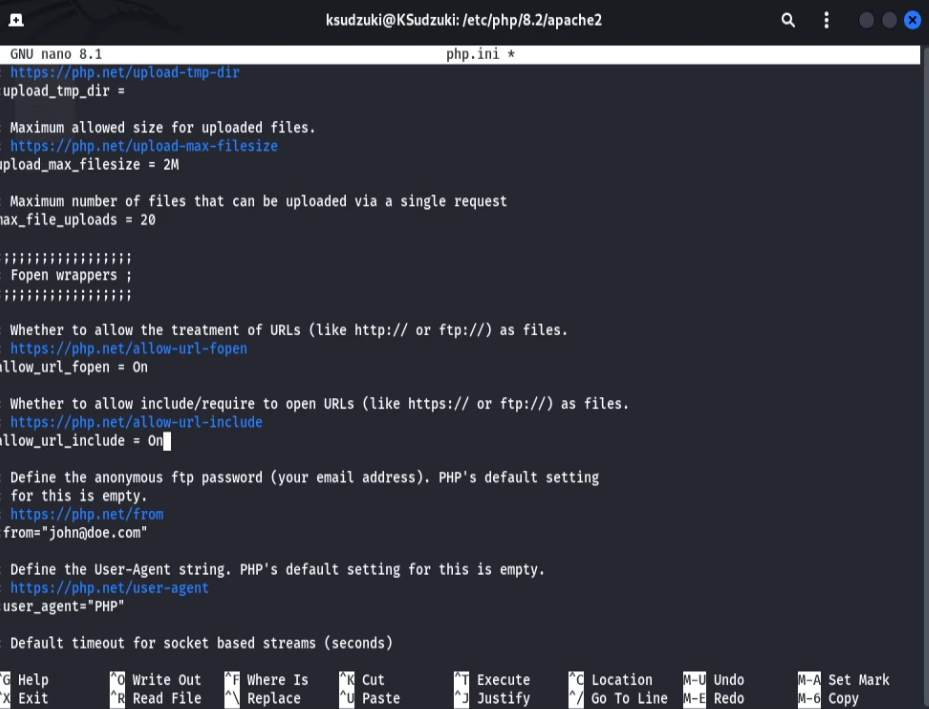 ksudzuki@KSudzuki: /etc/php/8.2/apache2
GNU nano 8.1 php.ini *
; https://php.net/upload-tmp-dir
;upload_tmp_dir =
; Maximum allowed size for uploaded files.
; https://php.net/upload-max-filesize
upload_max_filesize = 2M
; Maximum number of files that can be uploaded via a single request
max_file_uploads = 20
;;;;;;;;;;;;;;;;;;
; Fopen wrappers ;
;;;;;;;;;;;;;;;;;;
; Whether to allow the treatment of URLs (like http:// or ftp://) as files.
; https://php.net/allow-url-fopen
allow_url_fopen = On
; Whether to allow include/require to open URLs (like https:// or ftp://) as files.
; https://php.net/allow-url-include
allow_url_include = On
; Define the anonymous ftp password (your email address). PHP's default setting
; for this is empty.
; https://php.net/from
;from="john@doe.com"
; Define the User-Agent string. PHP's default setting for this is empty.
; https://php.net/user-agent
;user_agent="PHP"
; Default timeout for socket based streams (seconds)
^G Help ^O Write Out ^F Where Is ^K Cut ^T Execute ^C Location M-U Undo M-A Set Mark
^X Exit ^R Read File ^\ Replace ^U Paste ^J Justify ^/ Go To Line M-E Redo M-6 Copy